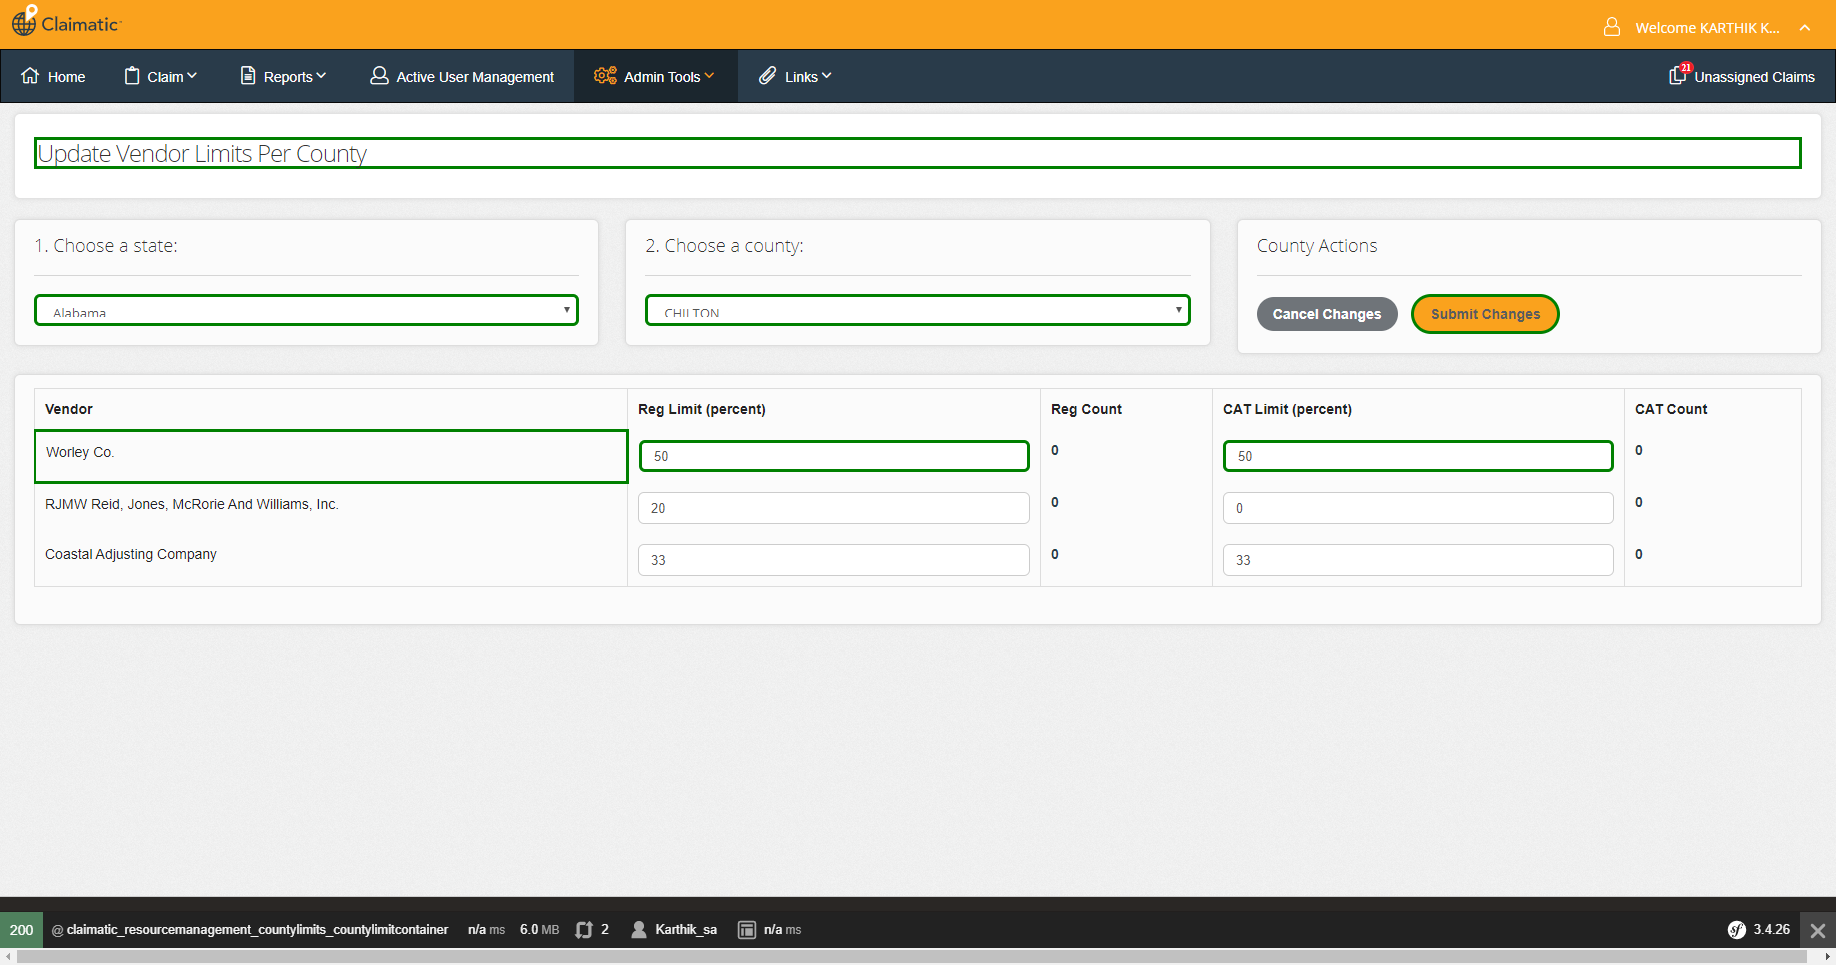 Claimatic
Welcome KARTHIK K...
Home
Claim
Reports
Active User Management
Admin Tools
Links
21
Unassigned Claims
Update Vendor Limits Per County
1. Choose a state:
Alabama
2. Choose a county:
CHILTON
County Actions
Cancel Changes
Submit Changes
Vendor
Reg Limit (percent)
Reg Count
CAT Limit (percent)
CAT Count
Worley Co.
50
0
50
0
RJMW Reid, Jones, McRorie And Williams, Inc.
20
0
0
0
Coastal Adjusting Company
33
0
33
0
200
@ claimatic_resourcemanagement_countylimits_countylimitcontainer
n/a ms
6.0 MB
2
Karthik_sa
n/a ms
sf
3.4.26